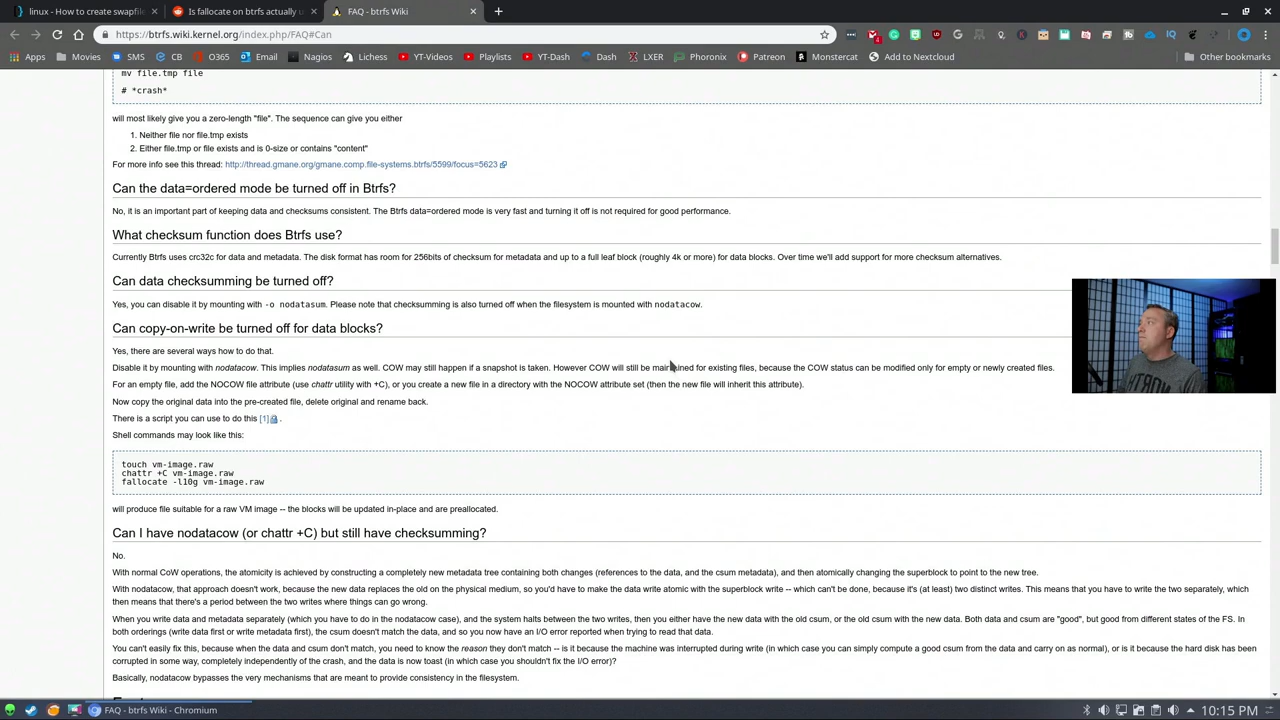 linux - How to create swapfile
Is fallocate on btrfs actually u
FAQ - btrfs Wiki
btrfs.wiki.kernel.org/index.php/FAQ#Can
Apps
Movies
SMS
CB
O365
Email
Nagios
Lichess
YT-Videos
Playlists
YT-Dash
Dash
LXER
Phoronix
Patreon
Monstercat
Add to Nextcloud
Other bookmarks
mv file.tmp file
# *crash*
will most likely give you a zero-length "file". The sequence can give you either
1. Neither file nor file.tmp exists
2. Either file.tmp or file exists and is 0-size or contains "content"
For more info see this thread: http://thread.gmane.org/gmane.comp.file-systems.btrfs/5599/focus=5623
Can the data=ordered mode be turned off in Btrfs?
No, it is an important part of keeping data and checksums consistent. The Btrfs data=ordered mode is very fast and turning it off is not required for good performance.
What checksum function does Btrfs use?
Currently Btrfs uses crc32c for data and metadata. The disk format has room for 256bits of checksum for metadata and up to a full leaf block (roughly 4k or more) for data blocks. Over time we'll add support for more checksum alternatives.
Can data checksumming be turned off?
Yes, you can disable it by mounting with -o nodatasum. Please note that checksumming is also turned off when the filesystem is mounted with nodatacow.
Can copy-on-write be turned off for data blocks?
Yes, there are several ways how to do that.
Disable it by mounting with nodatacow. This implies nodatasum as well. COW may still happen if a snapshot is taken. However COW will still be maintained for existing files, because the COW status can be modified only for empty or newly created files.
For an empty file, add the NOCOW file attribute (use chattr utility with +C), or you create a new file in a directory with the NOCOW attribute set (then the new file will inherit this attribute).
Now copy the original data into the pre-created file, delete original and rename back.
There is a script you can use to do this [1] .
Shell commands may look like this:
touch vm-image.raw
chattr +C vm-image.raw
fallocate -l10g vm-image.raw
will produce file suitable for a raw VM image -- the blocks will be updated in-place and are preallocated.
Can I have nodatacow (or chattr +C) but still have checksumming?
No.
With normal CoW operations, the atomicity is achieved by constructing a completely new metadata tree containing both changes (references to the data, and the csum metadata), and then atomically changing the superblock to point to the new tree.
With nodatacow, that approach doesn't work, because the new data replaces the old on the physical medium, so you'd have to make the data write atomic with the superblock write -- which can't be done, because it's (at least) two distinct writes. This means that you have to write the two separately, which
then means that there's a period between the two writes where things can go wrong.
When you write data and metadata separately (which you have to do in the nodatacow case), and the system halts between the two writes, then you either have the new data with the old csum, or the old csum with the new data. Both data and csum are "good", but good from different states of the FS. In
both orderings (write data first or write metadata first), the csum doesn't match the data, and so you now have an I/O error reported when trying to read that data.
You can't easily fix this, because when the data and csum don't match, you need to know the reason they don't match -- is it because the machine was interrupted during write (in which case you can simply compute a good csum from the data and carry on as normal), or is it because the hard disk has been
corrupted in some way, completely independently of the crash, and the data is now toast (in which case you shouldn't fix the I/O error)?
Basically, nodatacow bypasses the very mechanisms that are meant to provide consistency in the filesystem.
FAQ - btrfs Wiki - Chromium
10:15 PM